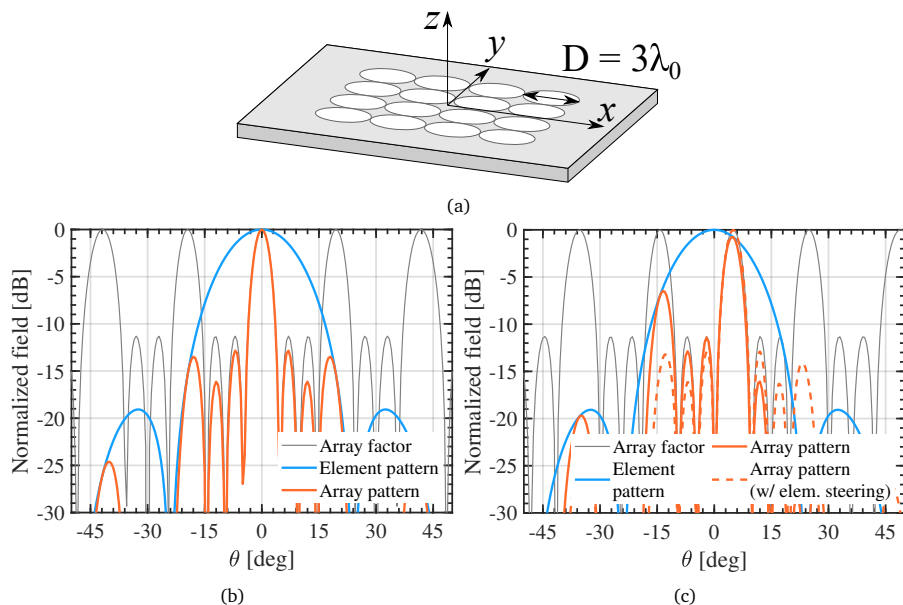 z
y
D = 3λ₀
x
(a)
Normalized field [dB]
0
-5
-10
-15
-20
-25
-30
Array factor
Element pattern
Array pattern
-45 -30 -15 0 15 30 45
θ [deg]
(b)
Normalized field [dB]
0
-5
-10
-15
-20
-25
-30
Array factor
Element
pattern
Array pattern
Array pattern
(w/ elem. steering)
-45 -30 -15 0 15 30 45
θ [deg]
(c)